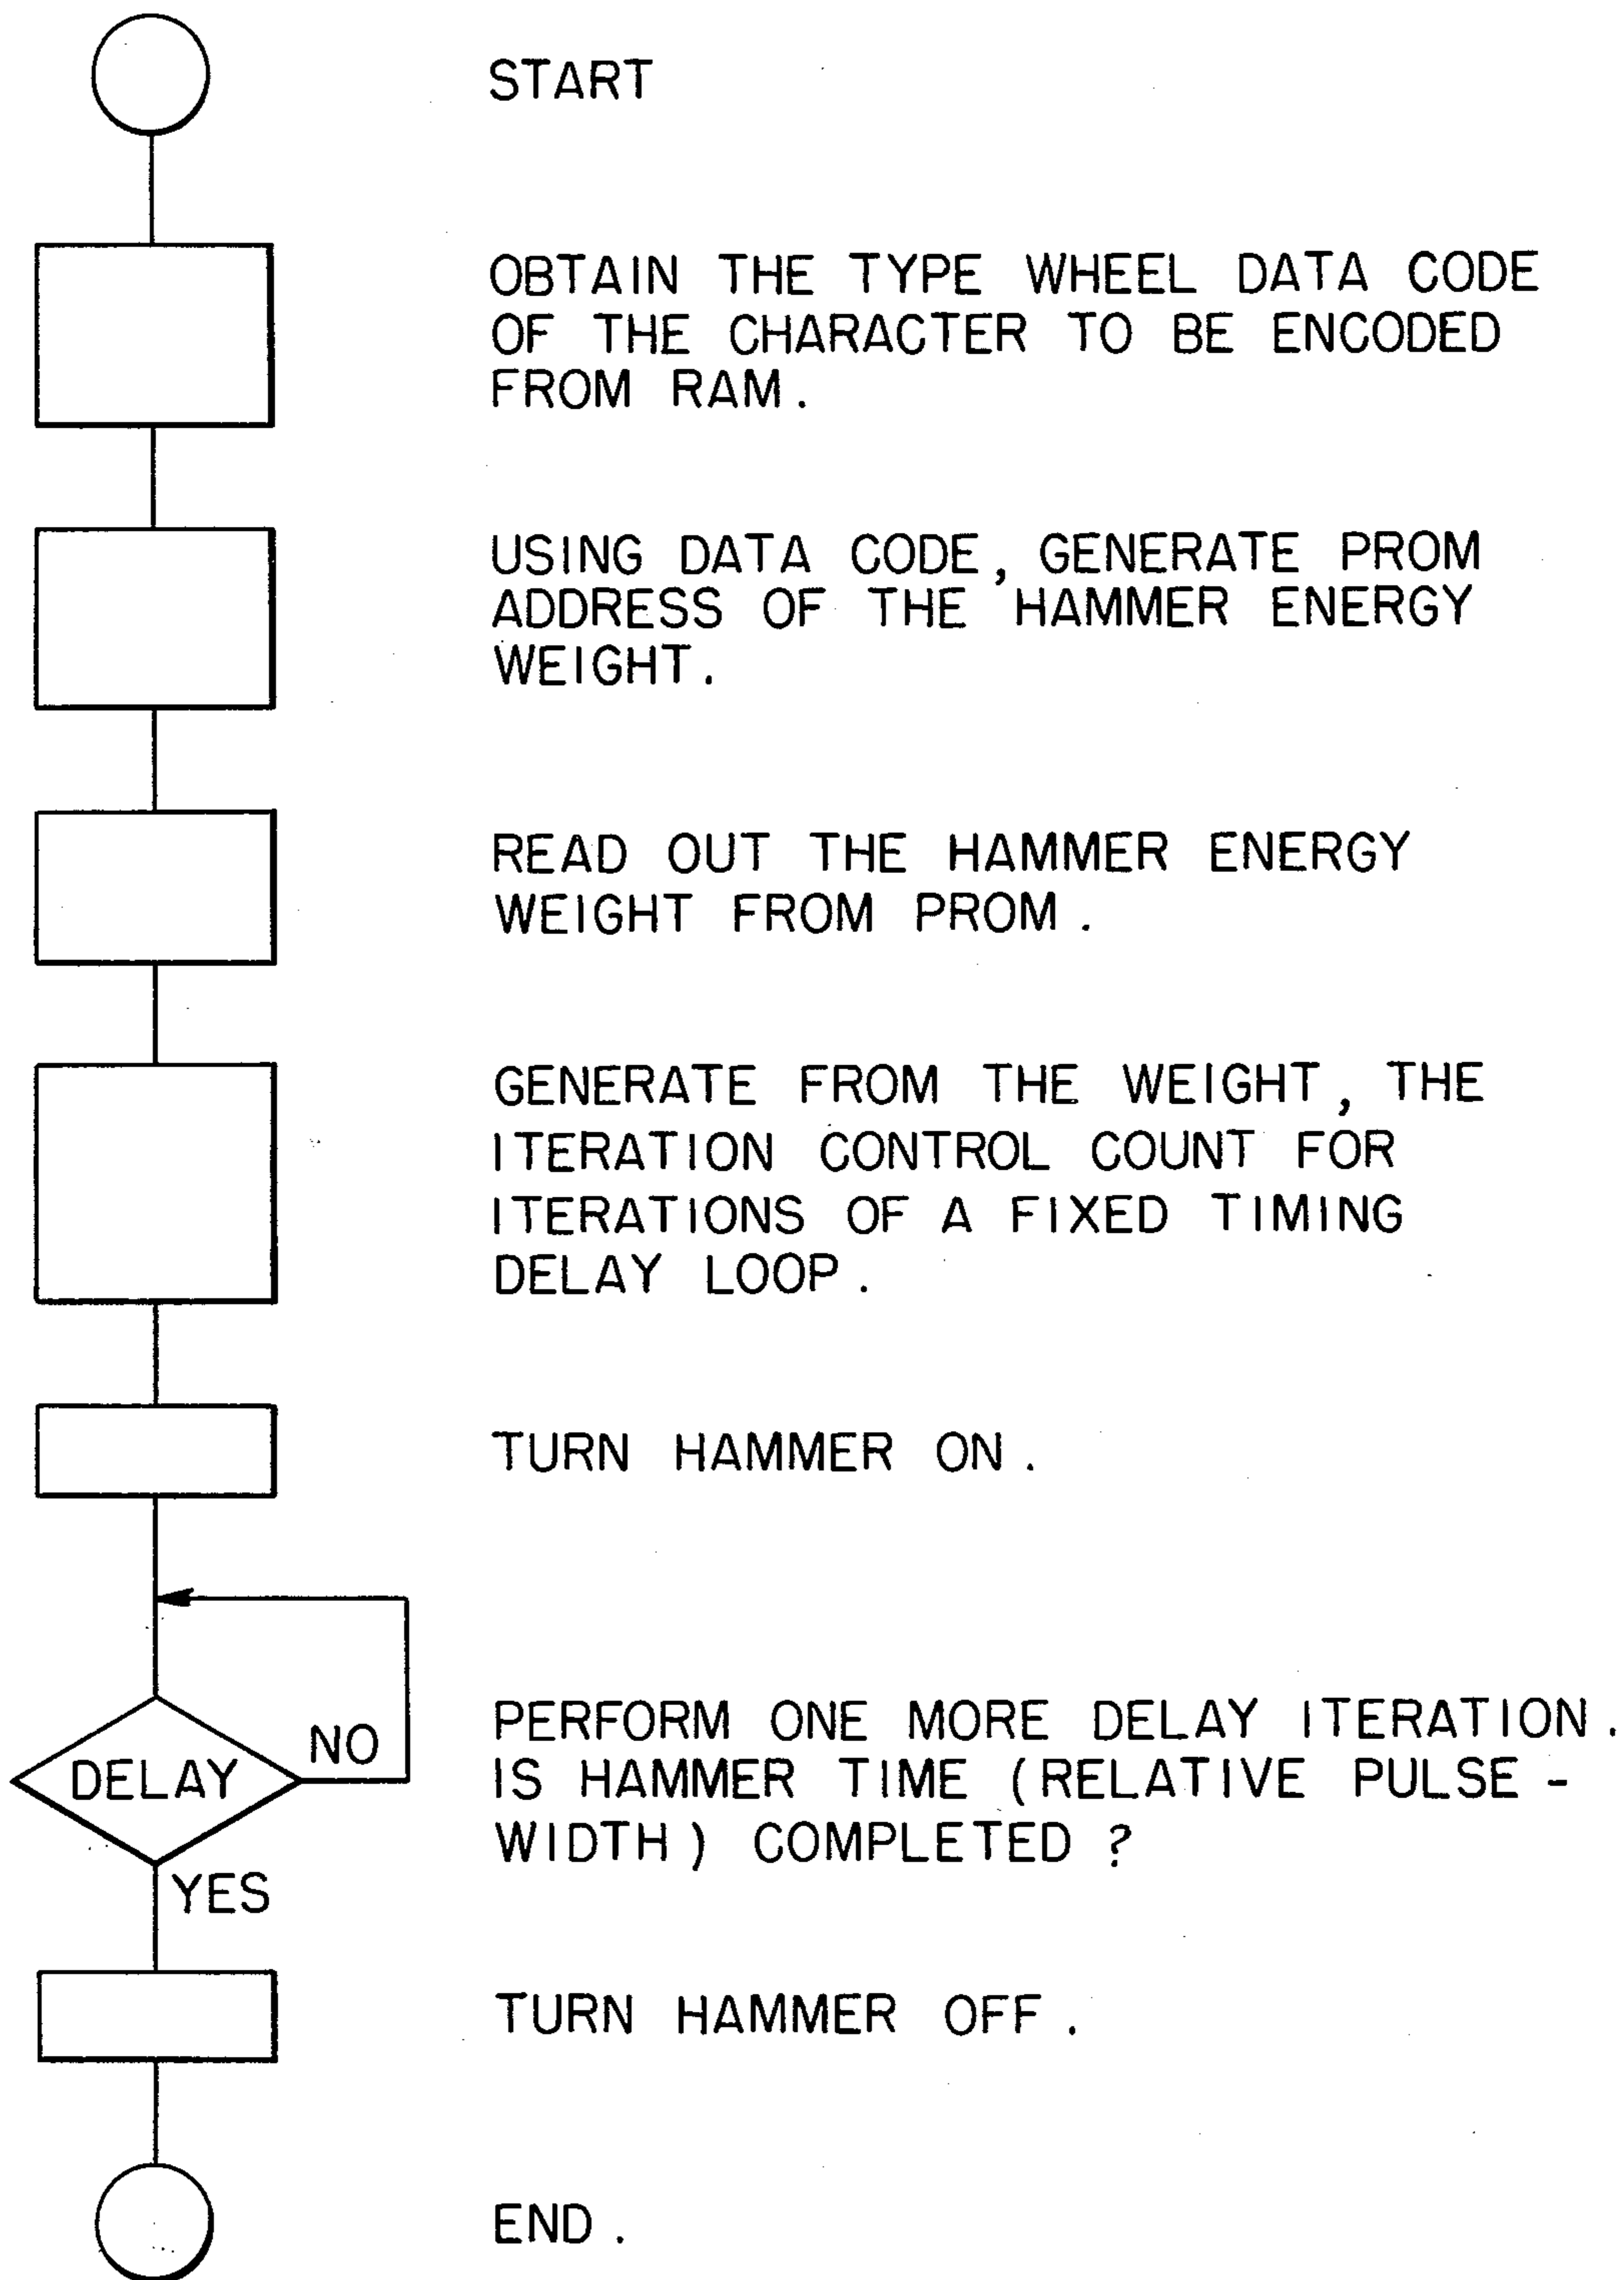 START
OBTAIN THE TYPE WHEEL DATA CODE
OF THE CHARACTER TO BE ENCODED
FROM RAM.
USING DATA CODE, GENERATE PROM
ADDRESS OF THE HAMMER ENERGY
WEIGHT.
READ OUT THE HAMMER ENERGY
WEIGHT FROM PROM.
GENERATE FROM THE WEIGHT, THE
ITERATION CONTROL COUNT FOR
ITERATIONS OF A FIXED TIMING
DELAY LOOP.
TURN HAMMER ON.
NO
DELAY
YES
PERFORM ONE MORE DELAY ITERATION.
IS HAMMER TIME (RELATIVE PULSE-
WIDTH) COMPLETED ?
TURN HAMMER OFF.
END.